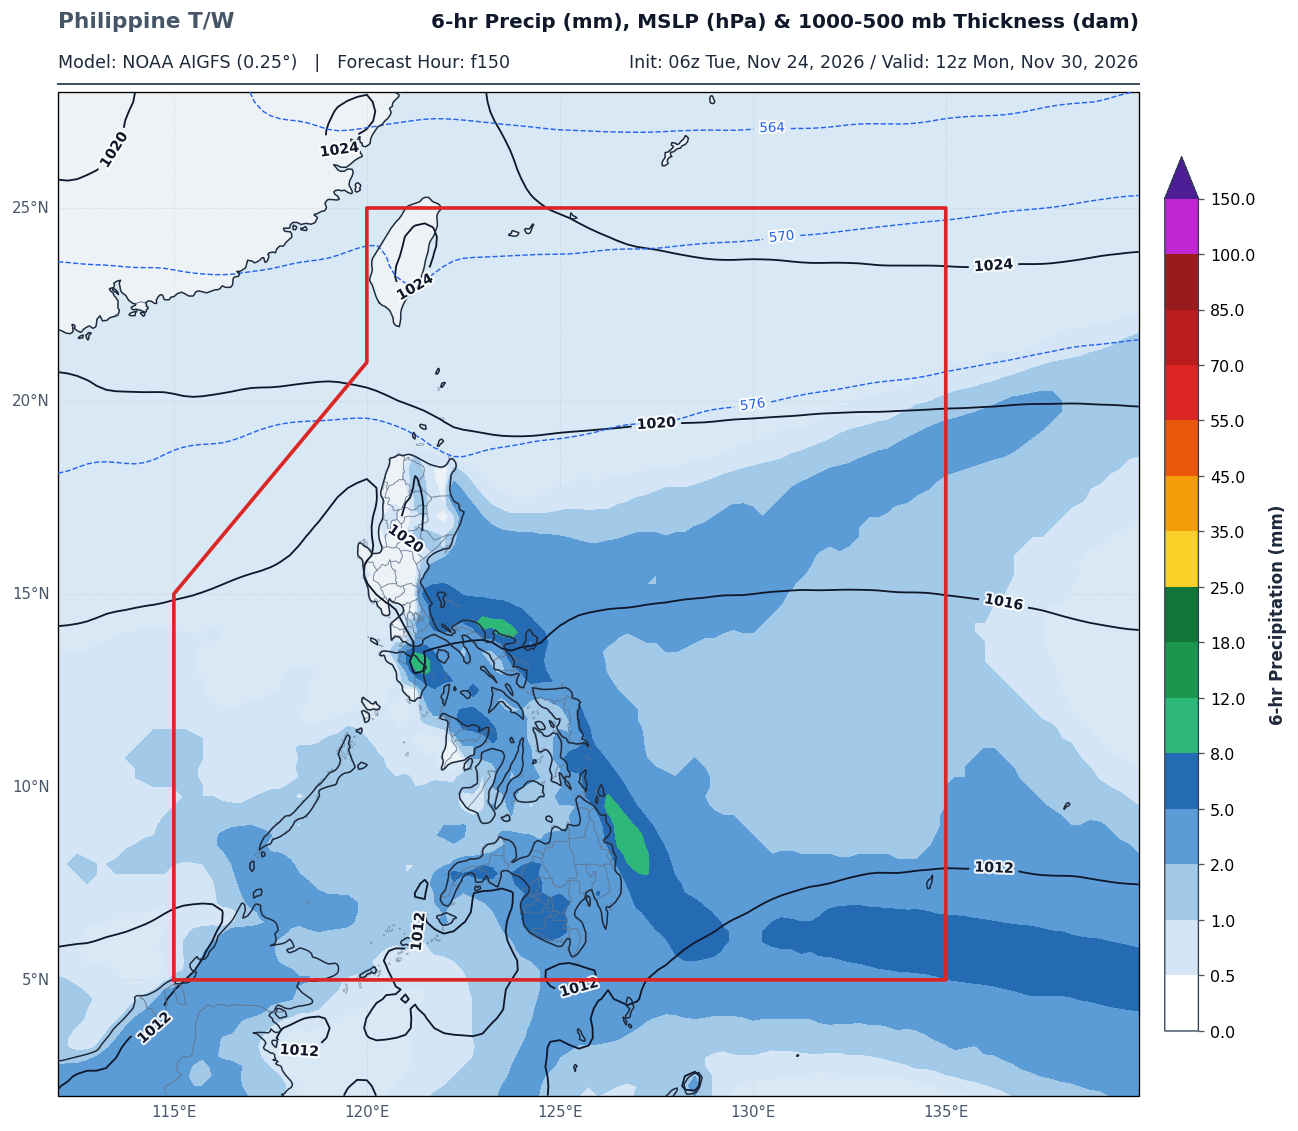 Philippine T/W
6-hr Precip (mm), MSLP (hPa) & 1000-500 mb Thickness (dam)
Model: NOAA AIGFS (0.25°) | Forecast Hour: f150
Init: 06z Tue, Nov 24, 2026 / Valid: 12z Mon, Nov 30, 2026
1020
1024
564
25°N
570
1024
1024
20°N
576
1020
1020
15°N
1016
10°N
1012
1012
5°N
1012
1012
1012
115°E
120°E
125°E
130°E
135°E
150.0
100.0
85.0
70.0
55.0
45.0
35.0
25.0
18.0
12.0
8.0
5.0
2.0
1.0
0.5
0.0
6-hr Precipitation (mm)